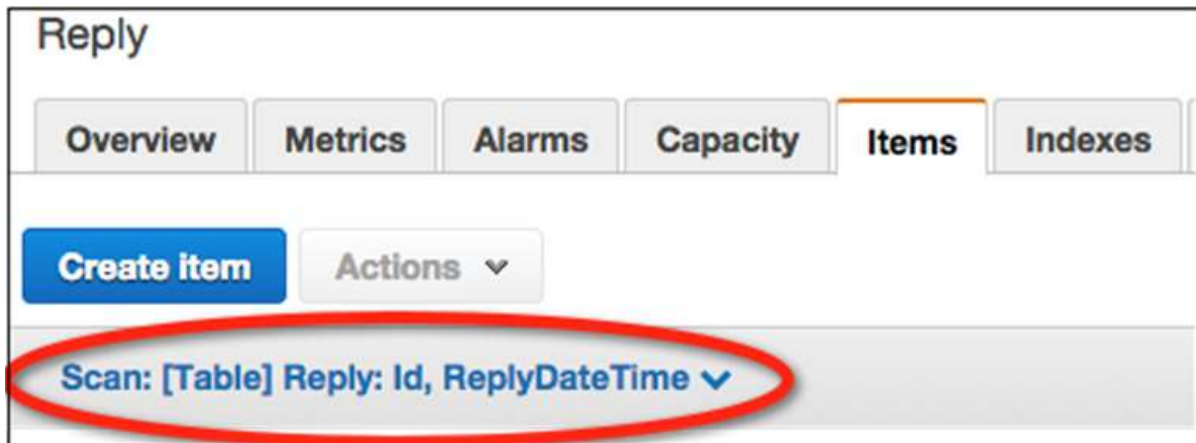 Reply
Overview Metrics Alarms Capacity Items Indexes
Create item Actions
Scan: [Table] Reply: Id, ReplyDateTime